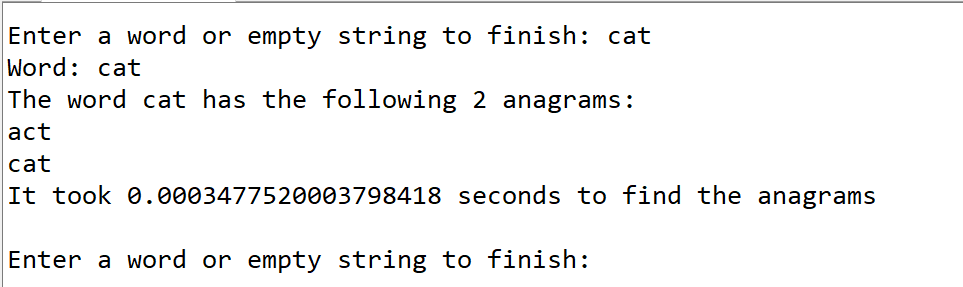 Enter a word or empty string to finish: cat
Word: cat
The word cat has the following 2 anagrams:
act
cat
It took 0.0003477520003798418 seconds to find the anagrams
Enter a word or empty string to finish: